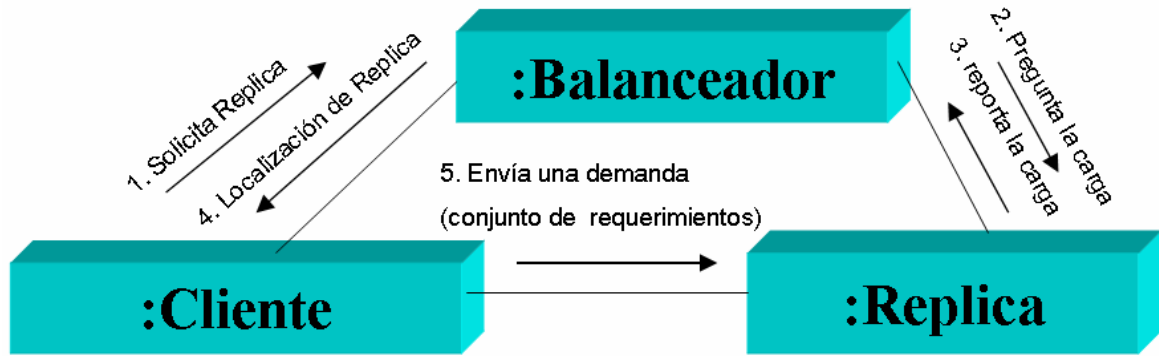 :Balanceador
1. Solicita Replica
4. Localización de Replica
2. Pregunta la carga
3. reporta la carga
5. Envía una demanda
(conjunto de requerimientos)
:Cliente
:Replica